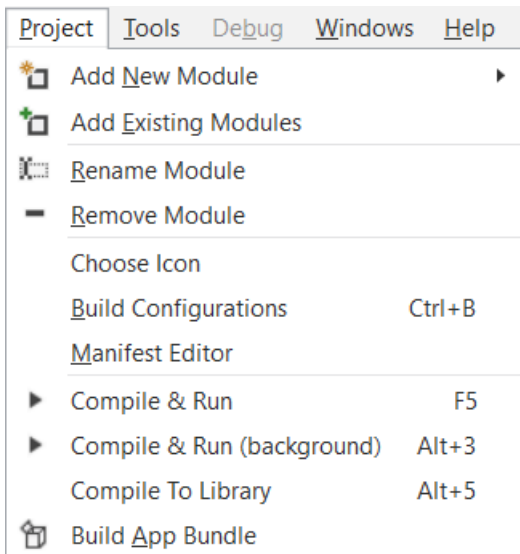 Project Tools Debug Windows Help
Add New Module
Add Existing Modules
Rename Module
Remove Module
Choose Icon
Build Configurations Ctrl+B
Manifest Editor
Compile & Run F5
Compile & Run (background) Alt+3
Compile To Library Alt+5
Build App Bundle